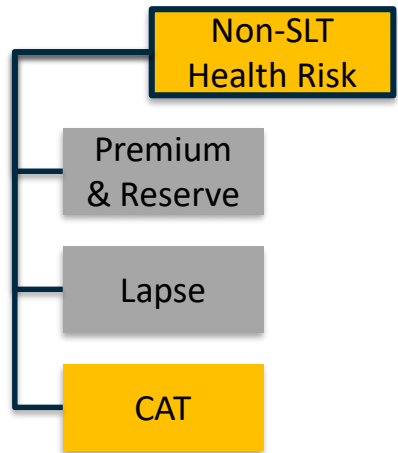 Non-SLT
Health Risk
Premium
& Reserve
Lapse
CAT